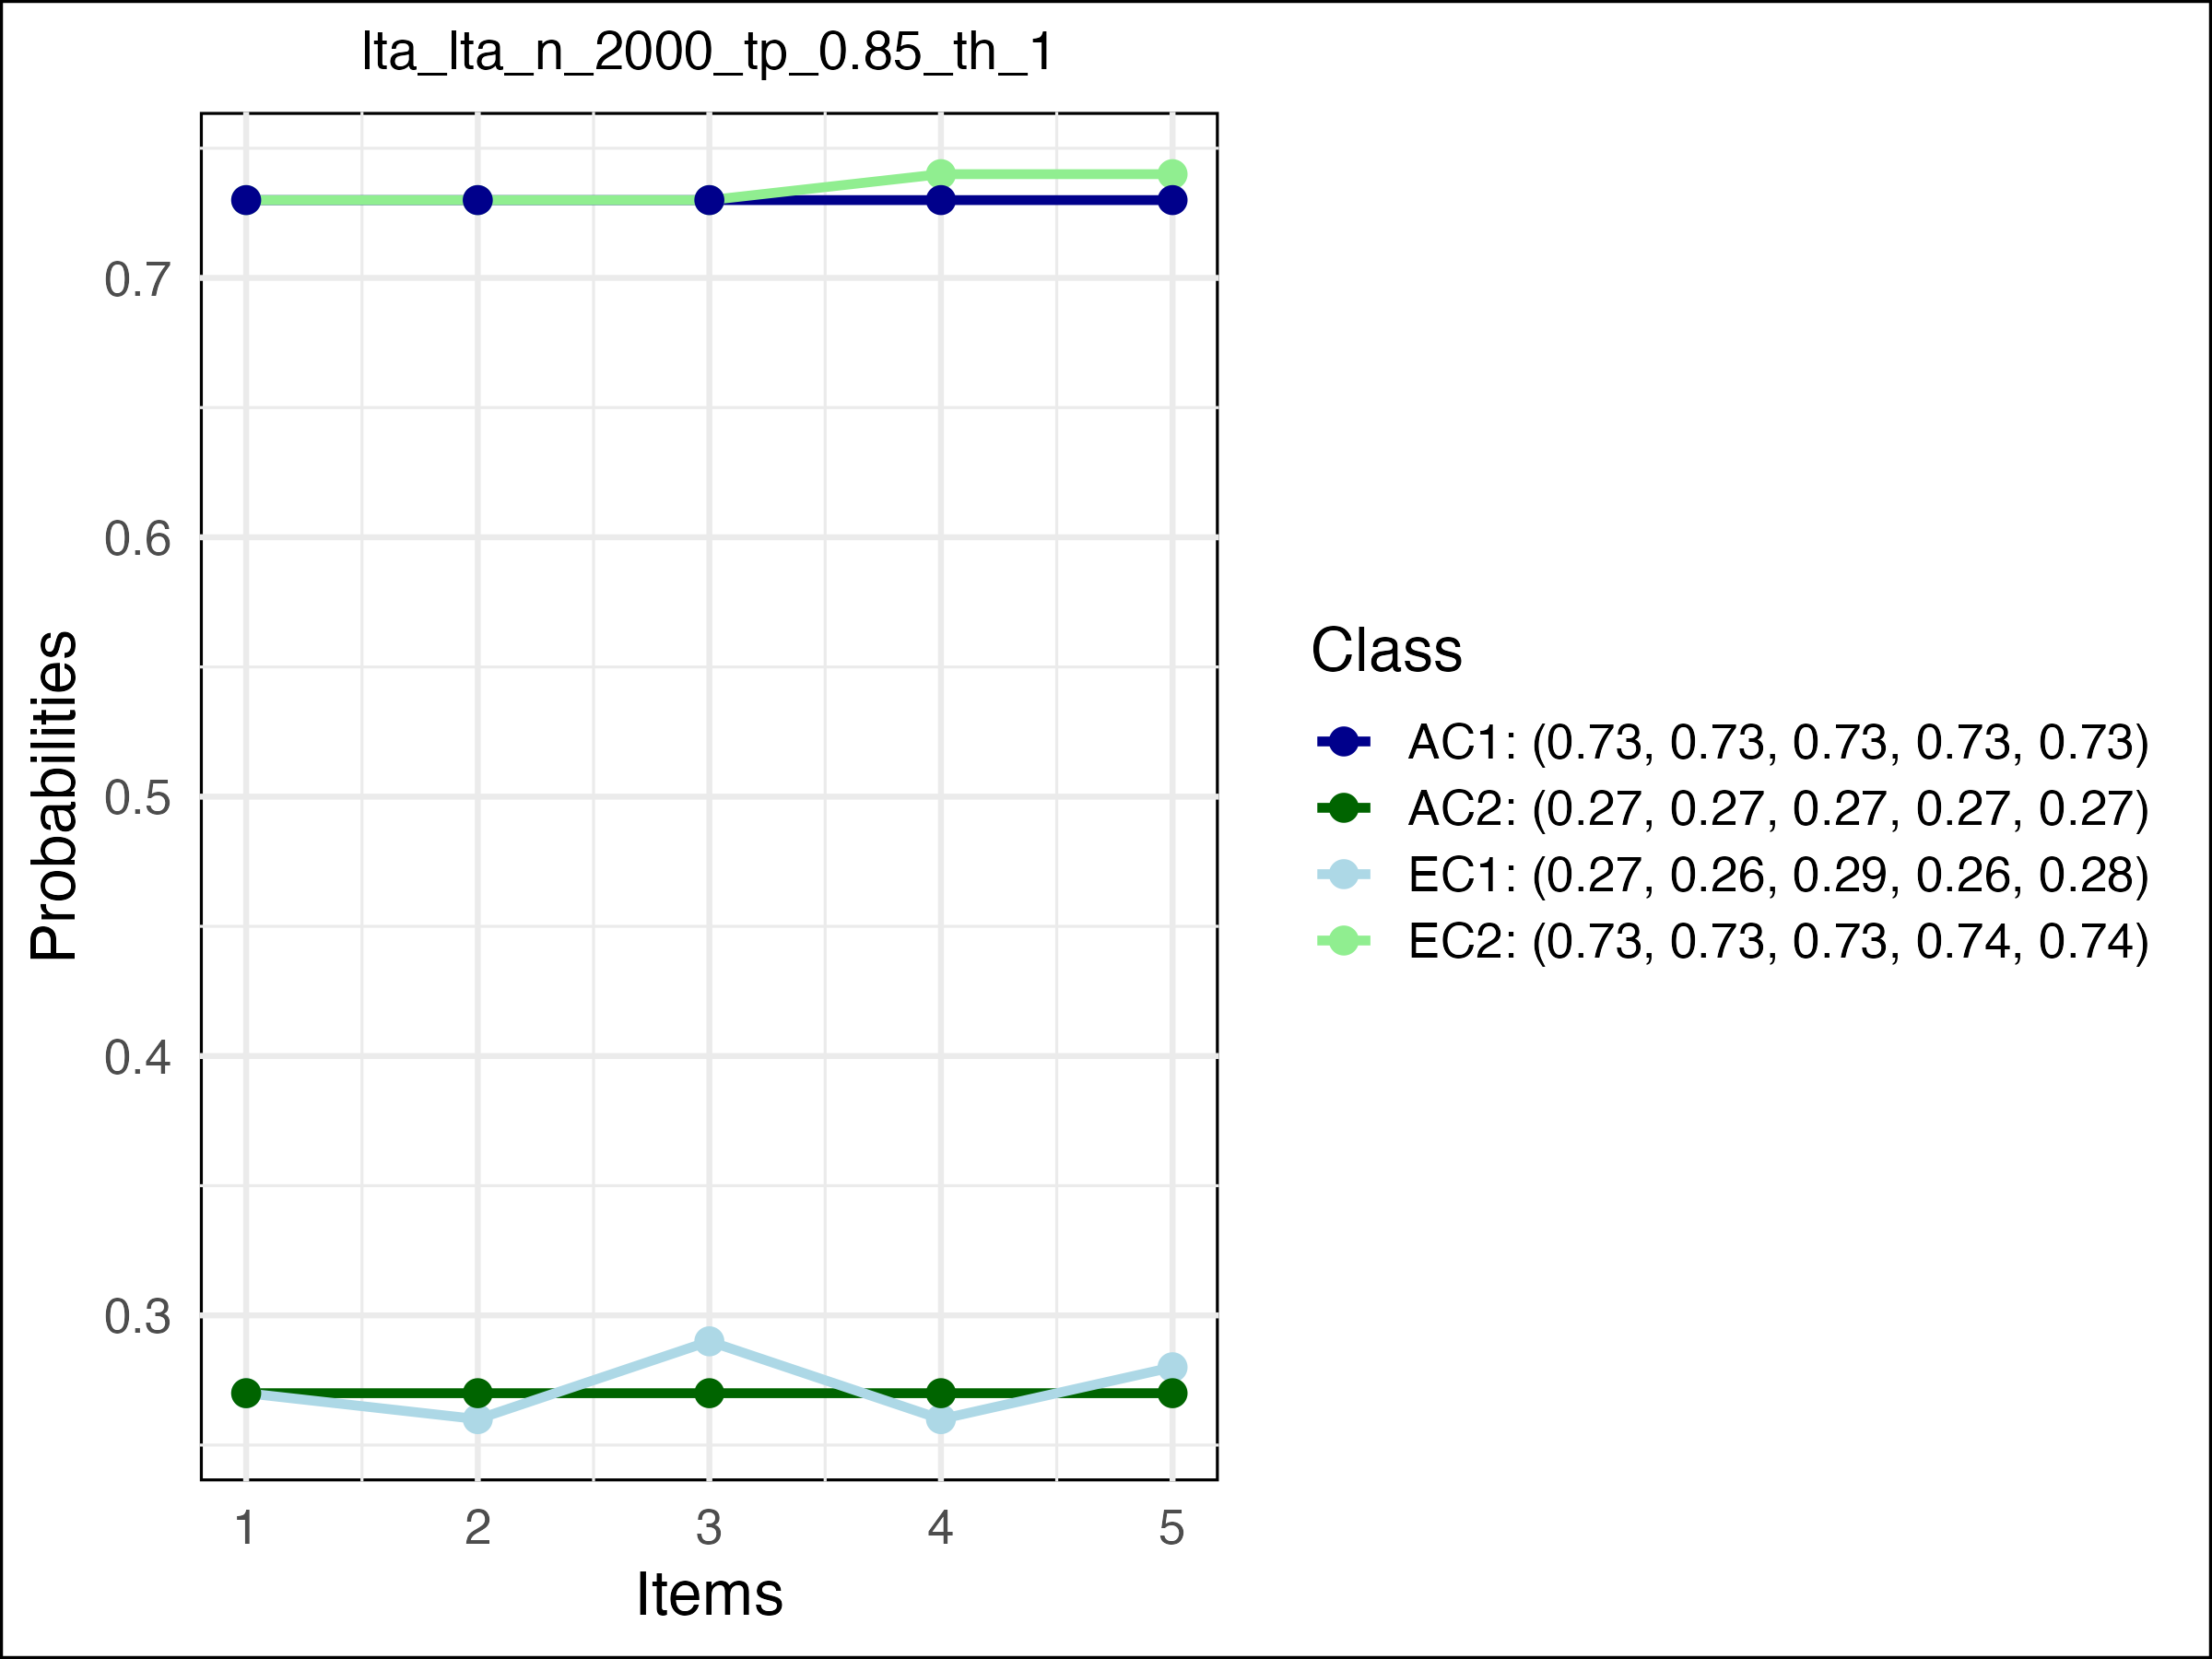 lta_lta_n_2000_tp_0.85_th_1
0.7
0.6
0.5
0.4
0.3
Probabilities
1 2 3 4 5
Items
Class
AC1: (0.73, 0.73, 0.73, 0.73, 0.73)
AC2: (0.27, 0.27, 0.27, 0.27, 0.27)
EC1: (0.27, 0.26, 0.29, 0.26, 0.28)
EC2: (0.73, 0.73, 0.73, 0.74, 0.74)